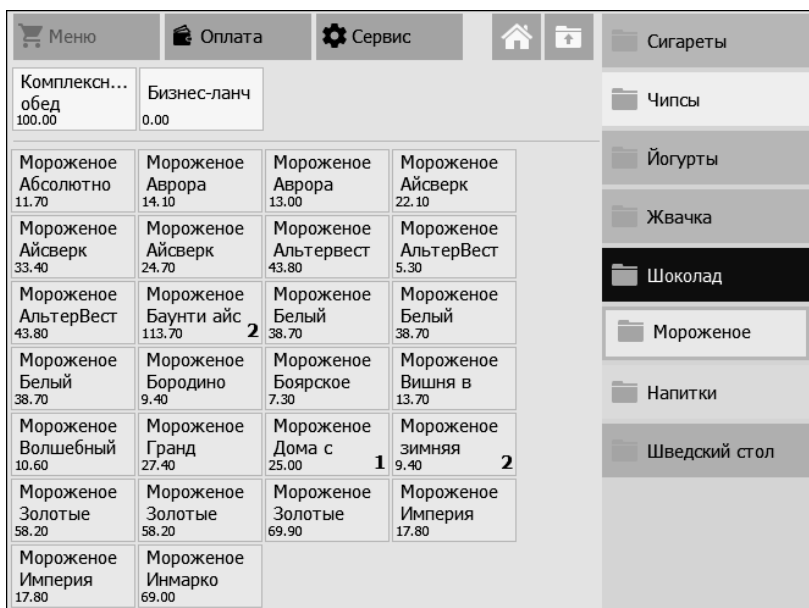 Меню
Оплата
Сервис
Комплексн...
обед
100.00
Бизнес-ланч
0.00
Мороженое
Абсолютно
11.70
Мороженое
Аврора
14.10
Мороженое
Аврора
13.00
Мороженое
Айсверк
22.10
Мороженое
Айсверк
33.40
Мороженое
Айсверк
24.70
Мороженое
Альтервест
43.80
Мороженое
АльтерВест
5.30
Мороженое
АльтерВест
43.80
Мороженое
Баунти айс
113.70
2
Мороженое
Белый
38.70
Мороженое
Белый
38.70
Мороженое
Белый
38.70
Мороженое
Бородино
9.40
Мороженое
Боярское
7.30
Мороженое
Вишня в
13.70
Мороженое
Волшебный
10.60
Мороженое
Гранд
27.40
Мороженое
Дома с
25.00
1
Мороженое
зимняя
9.40
2
Мороженое
Золотые
58.20
Мороженое
Золотые
58.20
Мороженое
Золотые
69.90
Мороженое
Империя
17.80
Мороженое
Империя
17.80
Мороженое
Инмарко
69.00
Сигареты
Чипсы
Йогурты
Жвачка
Шоколад
Мороженое
Напитки
Шведский стол